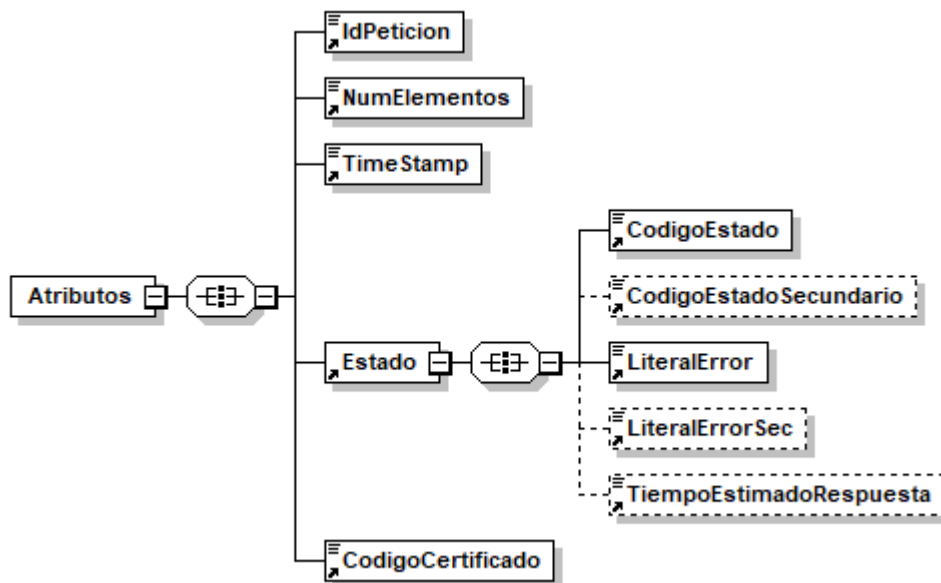 IdPeticion
NumElementos
TimeStamp
CodigoEstado
CodigoEstadoSecundario
Atributos
Estado
LiteralError
LiteralErrorSec
TiempoEstimadoRespuesta
CodigoCertificado